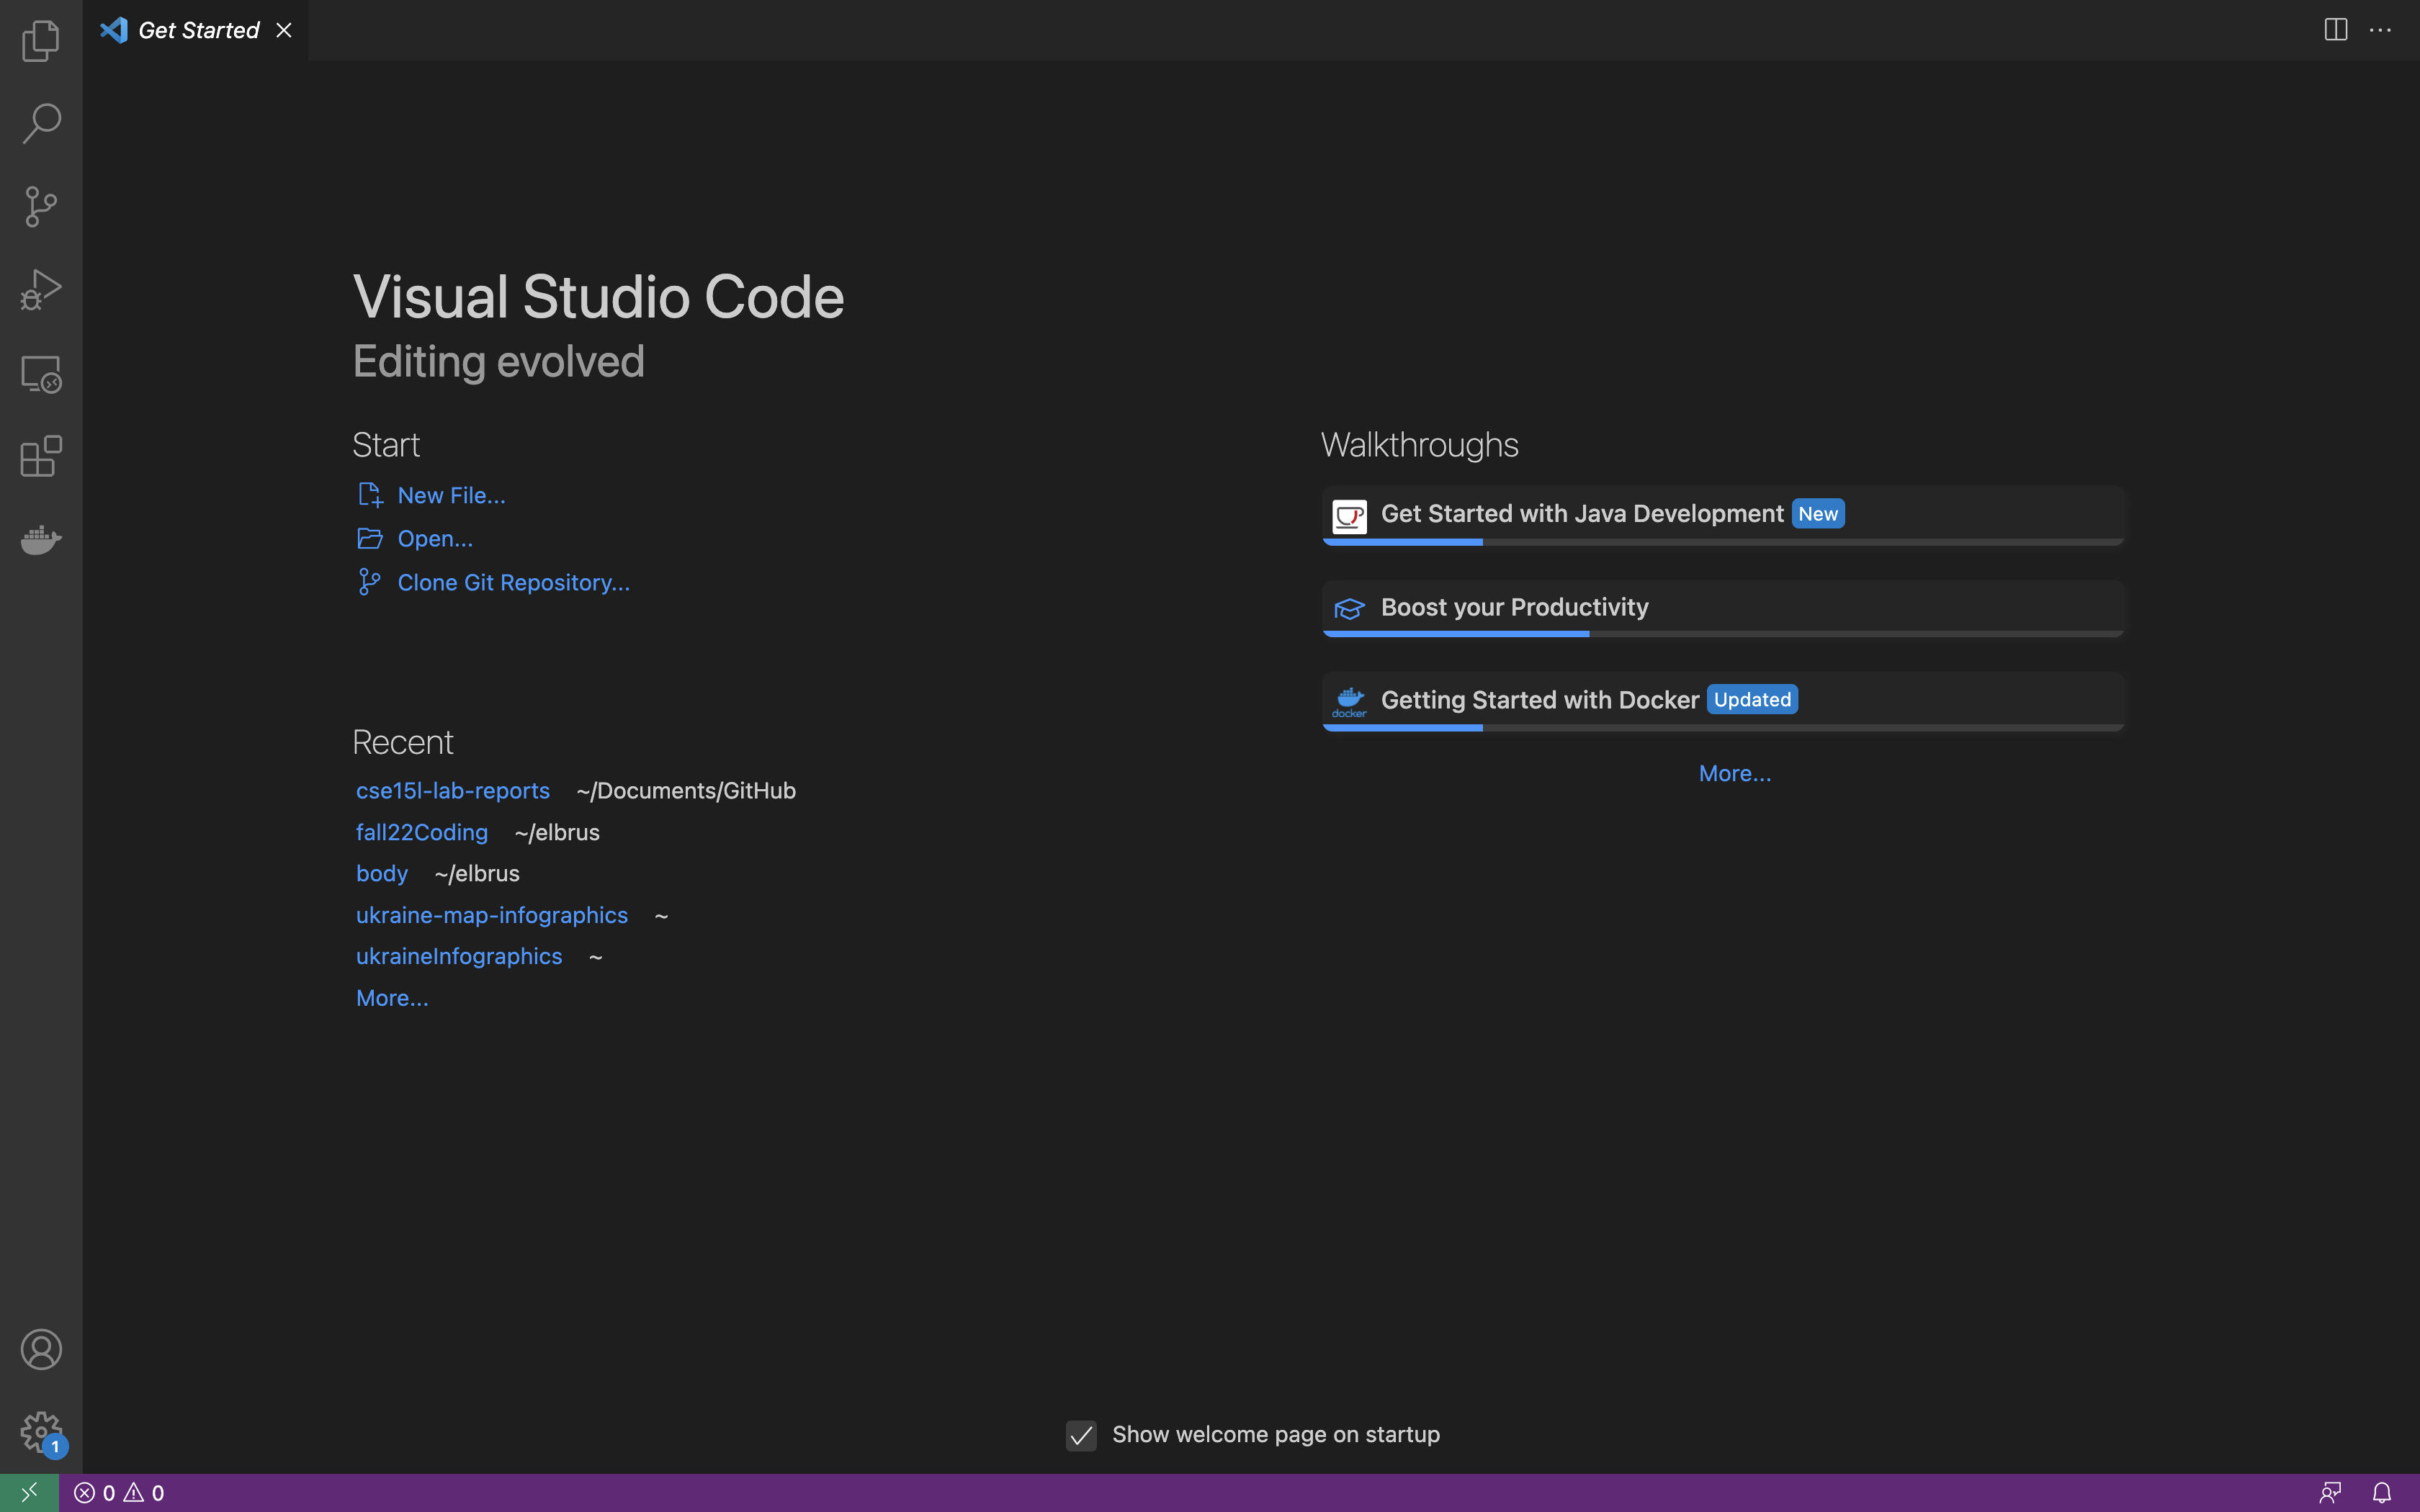 Get Started
Visual Studio Code
Editing evolved
Start
New File...
Open...
Clone Git Repository...
Recent
cse15l-lab-reports ~/Documents/GitHub
fall22Coding ~/elbrus
body ~/elbrus
ukraine-map-infographics ~
ukraineInfographics ~
More...
Walkthroughs
Get Started with Java Development New
Boost your Productivity
docker
Getting Started with Docker Updated
More...
Show welcome page on startup
1
0 0